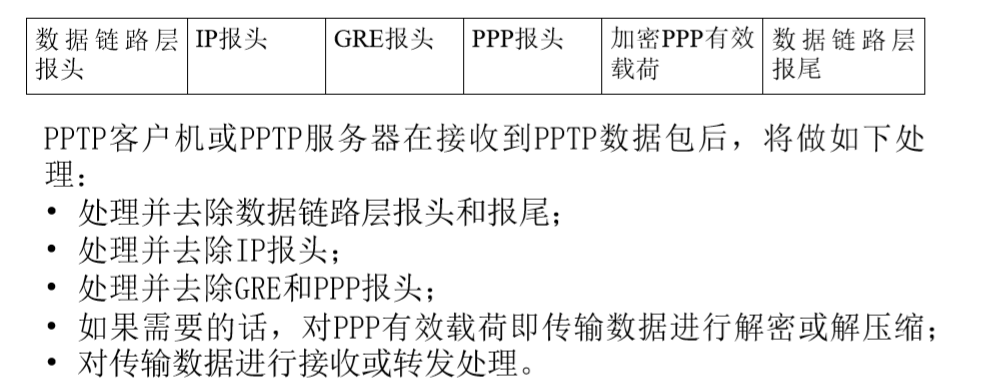 数据链路层 IP报头 GRE报头 PPP报头 加密PPP有效 数据链路层
报头 载荷 报尾
PPTP客户机或PPTP服务器在接收到PPTP数据包后，将做如下处
理：
• 处理并去除数据链路层报头和报尾；
• 处理并去除IP报头；
• 处理并去除GRE和PPP报头；
• 如果需要的话，对PPP有效载荷即传输数据进行解密或解压缩；
• 对传输数据进行接收或转发处理。